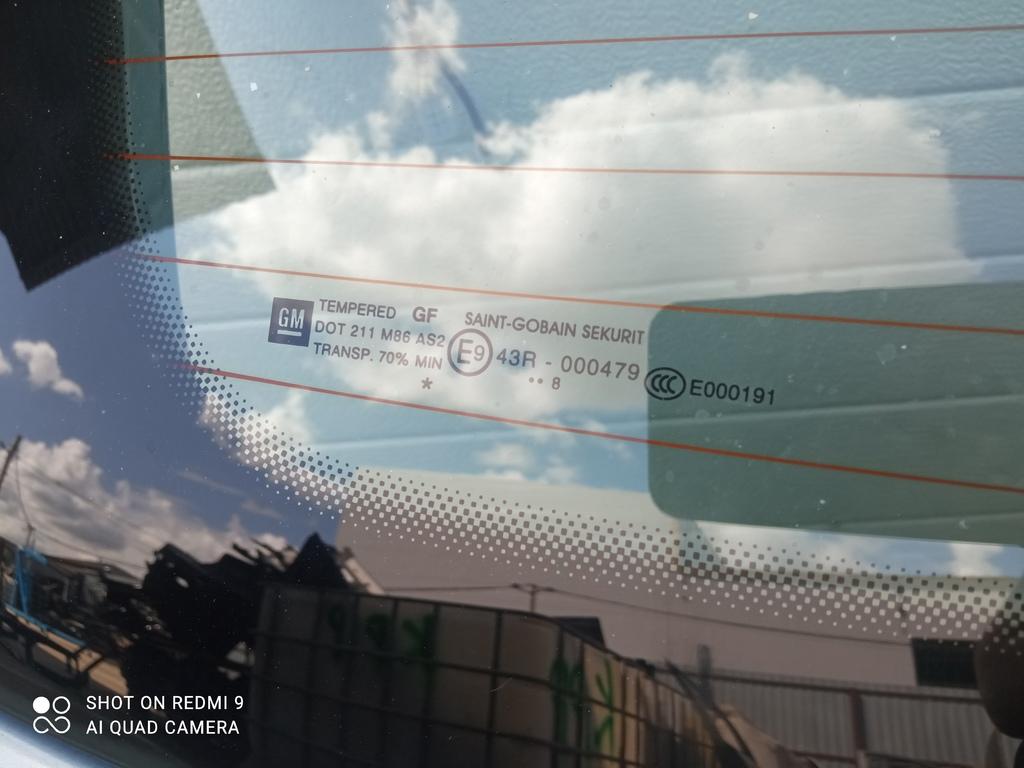 GM
TEMPERED GF SAINT-GOBAIN SEKURIT
DOT 211 M86 AS2 E9 43R - 000479 CCC E000191
TRANSP. 70% MIN
* •• 8
SHOT ON REDMI 9
AI QUAD CAMERA